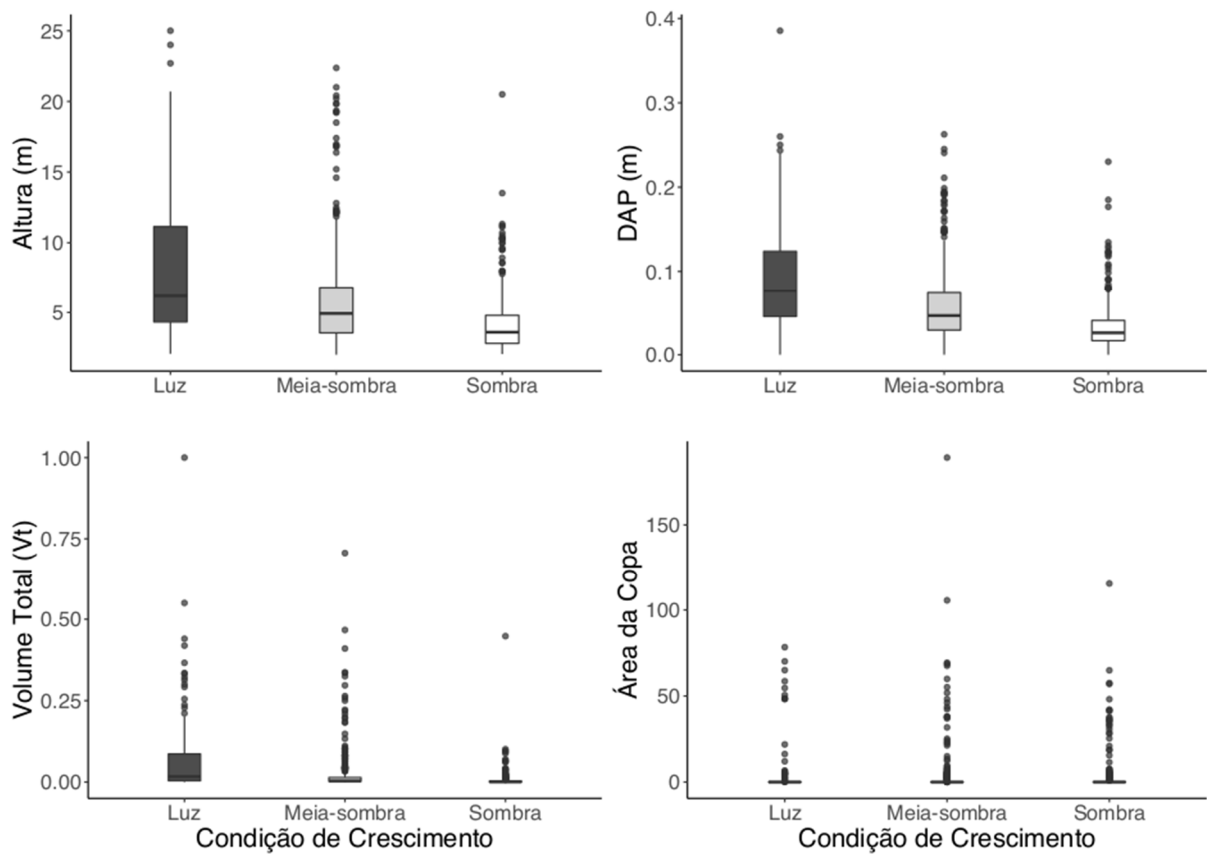 Altura (m)
25
20
15
10
5
Luz Meia-sombra Sombra
DAP (m)
0.4
0.3
0.2
0.1
0.0
Luz Meia-sombra Sombra
Volume Total (Vt)
1.00
0.75
0.50
0.25
0.00
Luz Meia-sombra Sombra
Condição de Crescimento
Área da Copa
150
100
50
0
Luz Meia-sombra Sombra
Condição de Crescimento